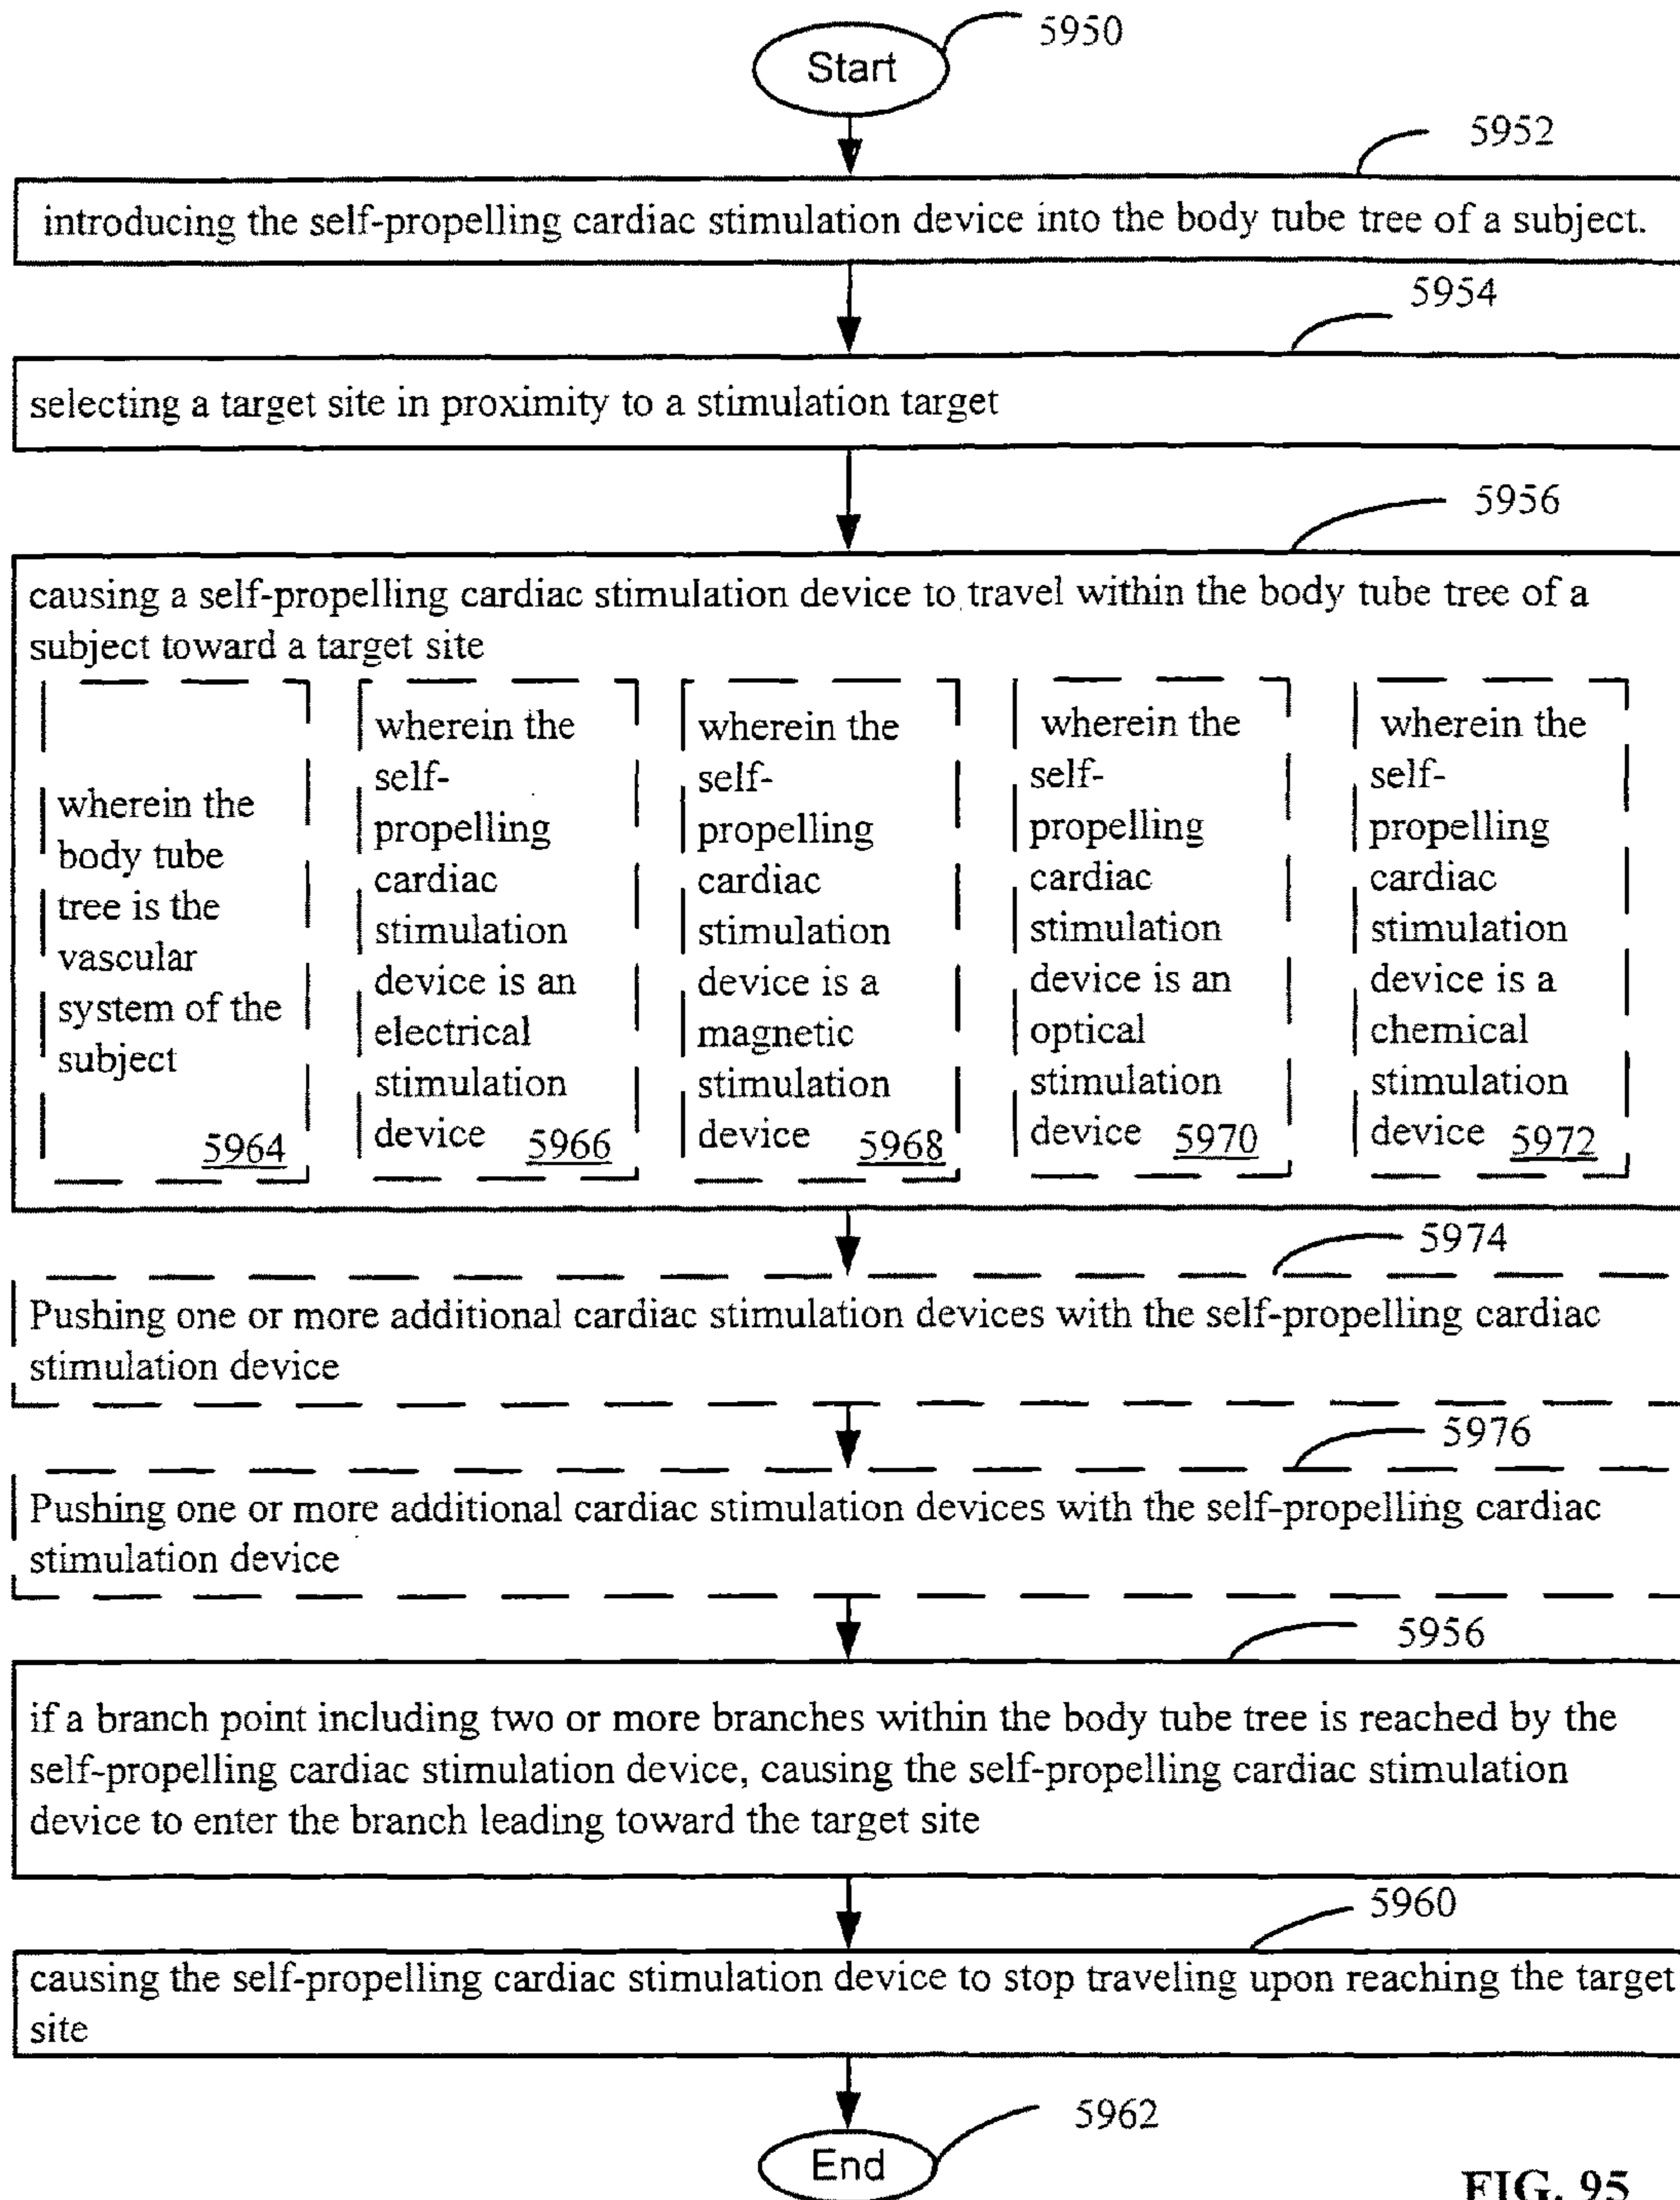 Start
5950
5952
introducing the self-propelling cardiac stimulation device into the body tube tree of a subject.
5954
selecting a target site in proximity to a stimulation target
5956
causing a self-propelling cardiac stimulation device to travel within the body tube tree of a
subject toward a target site
wherein the
body tube
tree is the
vascular
system of the
subject
5964
wherein the
self-
propelling
cardiac
stimulation
device is an
electrical
stimulation
device 5966
wherein the
self-
propelling
cardiac
stimulation
device is a
magnetic
stimulation
device 5968
wherein the
self-
propelling
cardiac
stimulation
device is an
optical
stimulation
device 5970
wherein the
self-
propelling
cardiac
stimulation
device is a
chemical
stimulation
device 5972
5974
Pushing one or more additional cardiac stimulation devices with the self-propelling cardiac
stimulation device
5976
Pushing one or more additional cardiac stimulation devices with the self-propelling cardiac
stimulation device
5956
if a branch point including two or more branches within the body tube tree is reached by the
self-propelling cardiac stimulation device, causing the self-propelling cardiac stimulation
device to enter the branch leading toward the target site
5960
causing the self-propelling cardiac stimulation device to stop traveling upon reaching the target
site
5962
End
FIG. 95